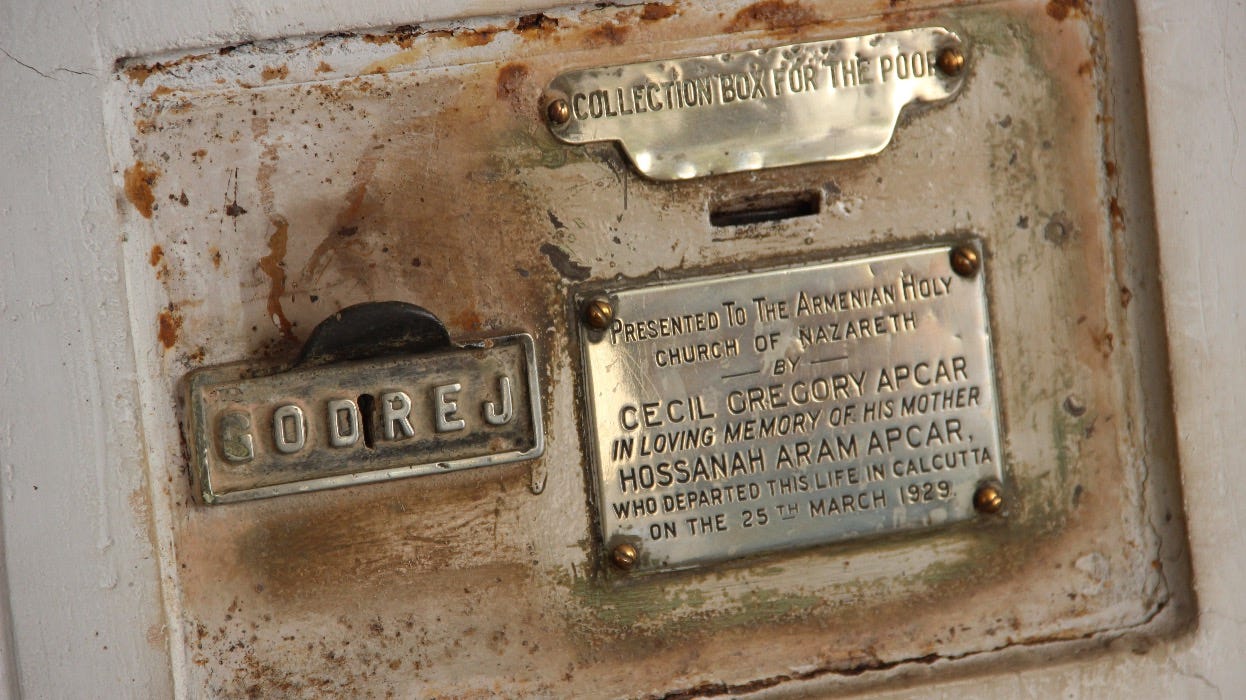 COLLECTION BOX FOR THE POOR
GODREJ
PRESENTED TO THE ARMENIAN HOLY
CHURCH OF NAZARETH
— BY —
CECIL GREGORY APCAR
IN LOVING MEMORY OF HIS MOTHER
HOSSANAH ARAM APCAR,
WHO DEPARTED THIS LIFE IN CALCUTTA
ON THE 25TH MARCH 1929.